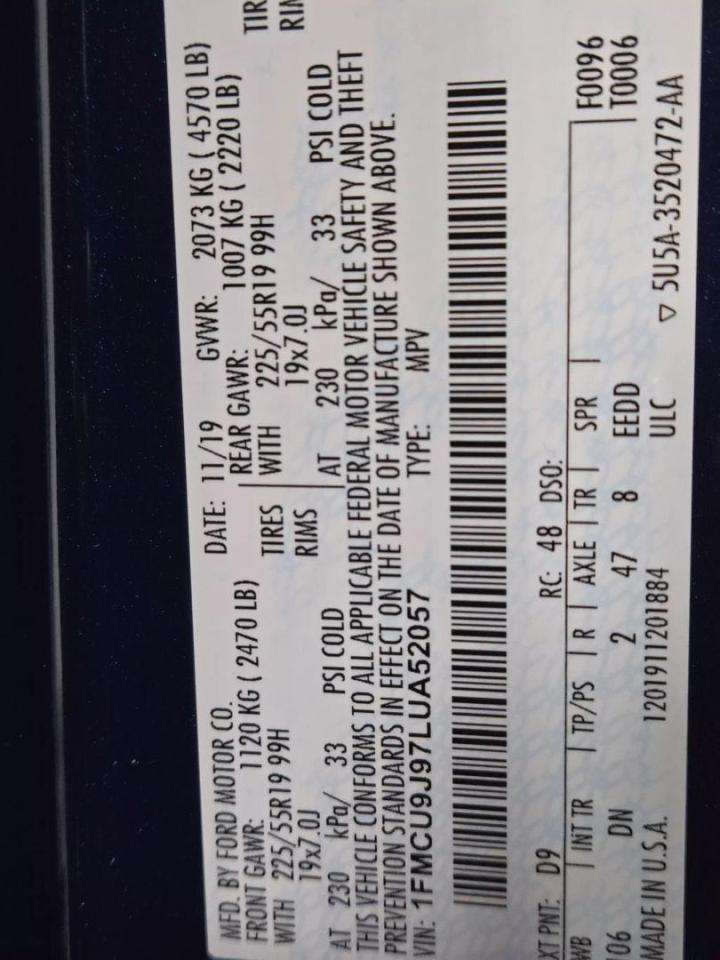 MFD. BY FORD MOTOR CO.
DATE: 11/19 GVWR: 2073 KG ( 4570 LB)
FRONT GAWR: 1120 KG ( 2470 LB)
REAR GAWR: 1007 KG ( 2220 LB)
WITH 225/55R19 99H TIRES WITH 225/55R19 99H
19x7.0J RIMS 19x7.0J
AT 230 kPa/ 33 PSI COLD AT 230 kPa/ 33 PSI COLD
THIS VEHICLE CONFORMS TO ALL APPLICABLE FEDERAL MOTOR VEHICLE SAFETY AND THEFT
PREVENTION STANDARDS IN EFFECT ON THE DATE OF MANUFACTURE SHOWN ABOVE.
VIN: 1FMCU9J97LUA52057 TYPE: MPV
XT PNT: D9 RC: 48 DSO:
WB INT TR TP/PS R AXLE TR SPR F0096
06 DN 2 47 8 EEDD T0006
MADE IN U.S.A. 1201911201884 ULC ▽ 5U5A-3520472-AA